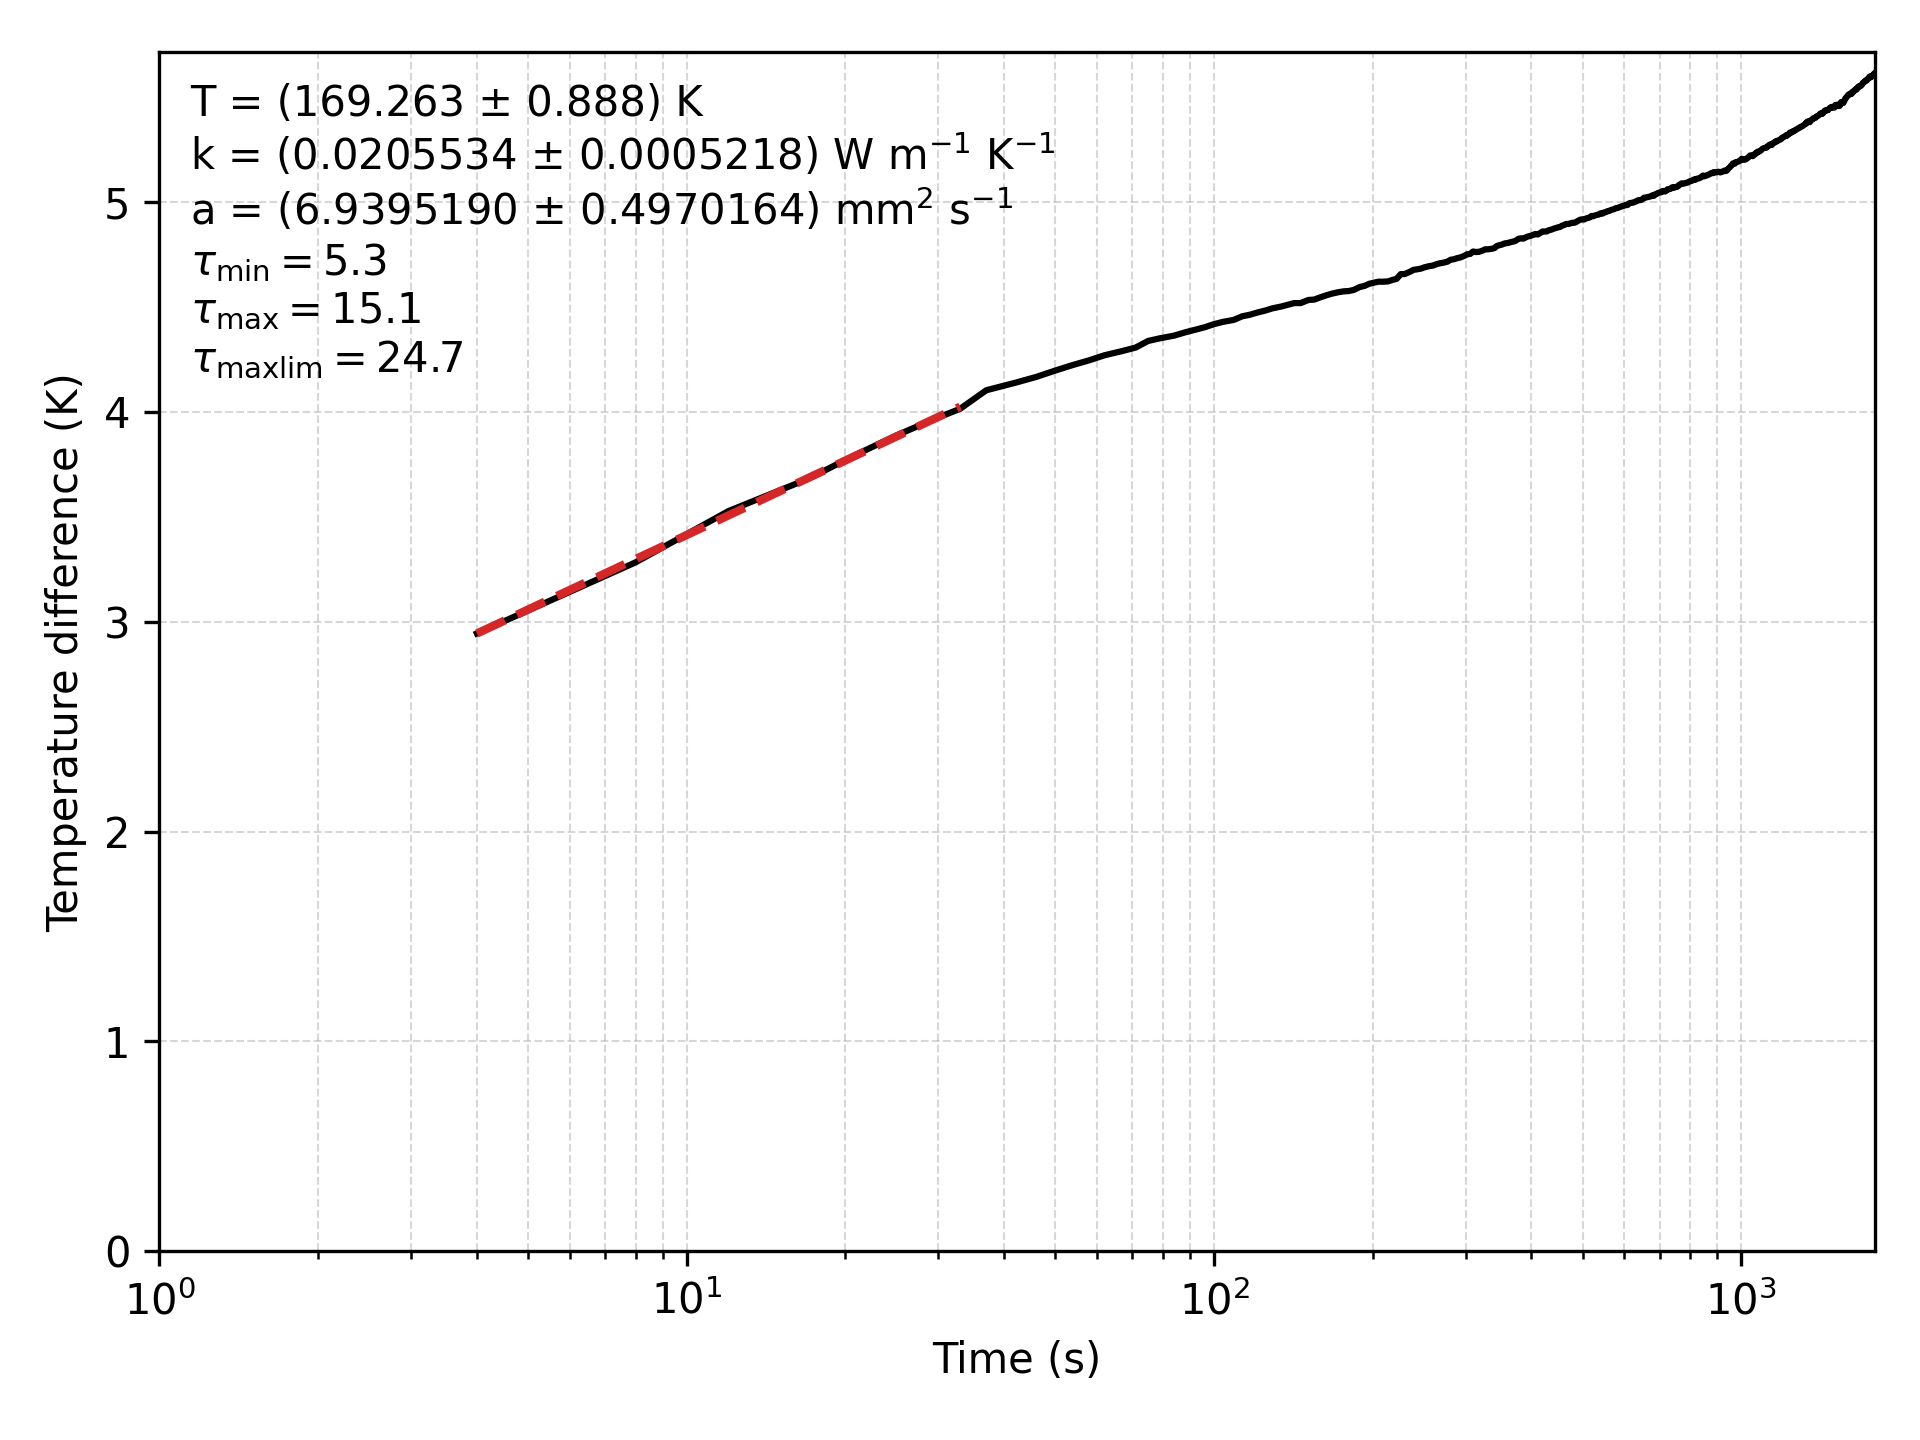 T = (169.263 ± 0.888) K
k = (0.0205534 ± 0.0005218) W m⁻¹ K⁻¹
a = (6.9395190 ± 0.4970164) mm² s⁻¹
τmin = 5.3
τmax = 15.1
τmaxlim = 24.7
Temperature difference (K)
5
4
3
2
1
0
10⁰ 10¹ 10² 10³
Time (s)